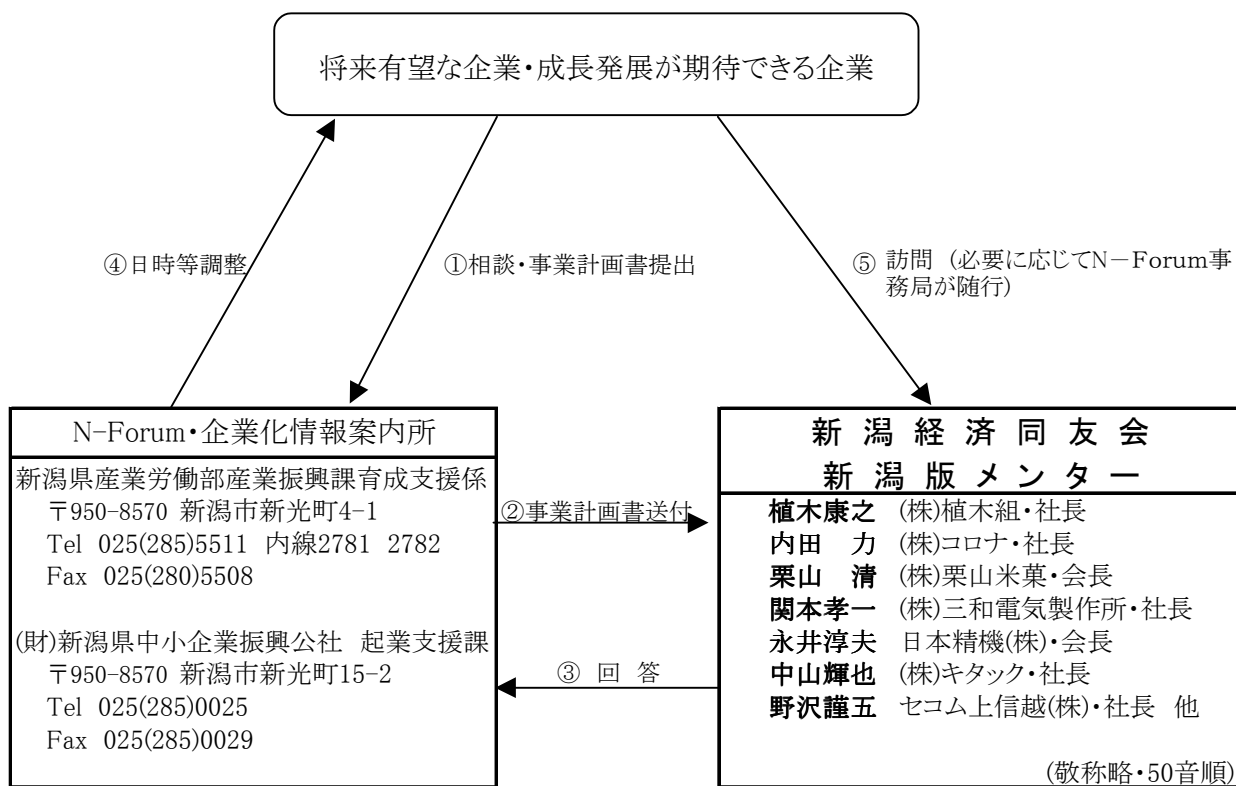 将来有望な企業・成長発展が期待できる企業
④日時等調整
①相談・事業計画書提出
⑤ 訪問 (必要に応じてN－Forum事
務局が随行)
N-Forum・企業化情報案内所
新潟県産業労働部産業振興課育成支援係
〒950-8570 新潟市新光町4-1
Tel 025(285)5511 内線2781 2782
Fax 025(280)5508
(財)新潟県中小企業振興公社 起業支援課
〒950-8570 新潟市新光町15-2
Tel 025(285)0025
Fax 025(285)0029
②事業計画書送付
③ 回 答
新 潟 経 済 同 友 会
新 潟 版 メ ン タ ー
植木康之 (株)植木組・社長
内田 力 (株)コロナ・社長
栗山 清 (株)栗山米菓・会長
関本孝一 (株)三和電気製作所・社長
永井淳夫 日本精機(株)・会長
中山輝也 (株)キタック・社長
野沢謹五 セコム上信越(株)・社長 他
(敬称略・50音順)